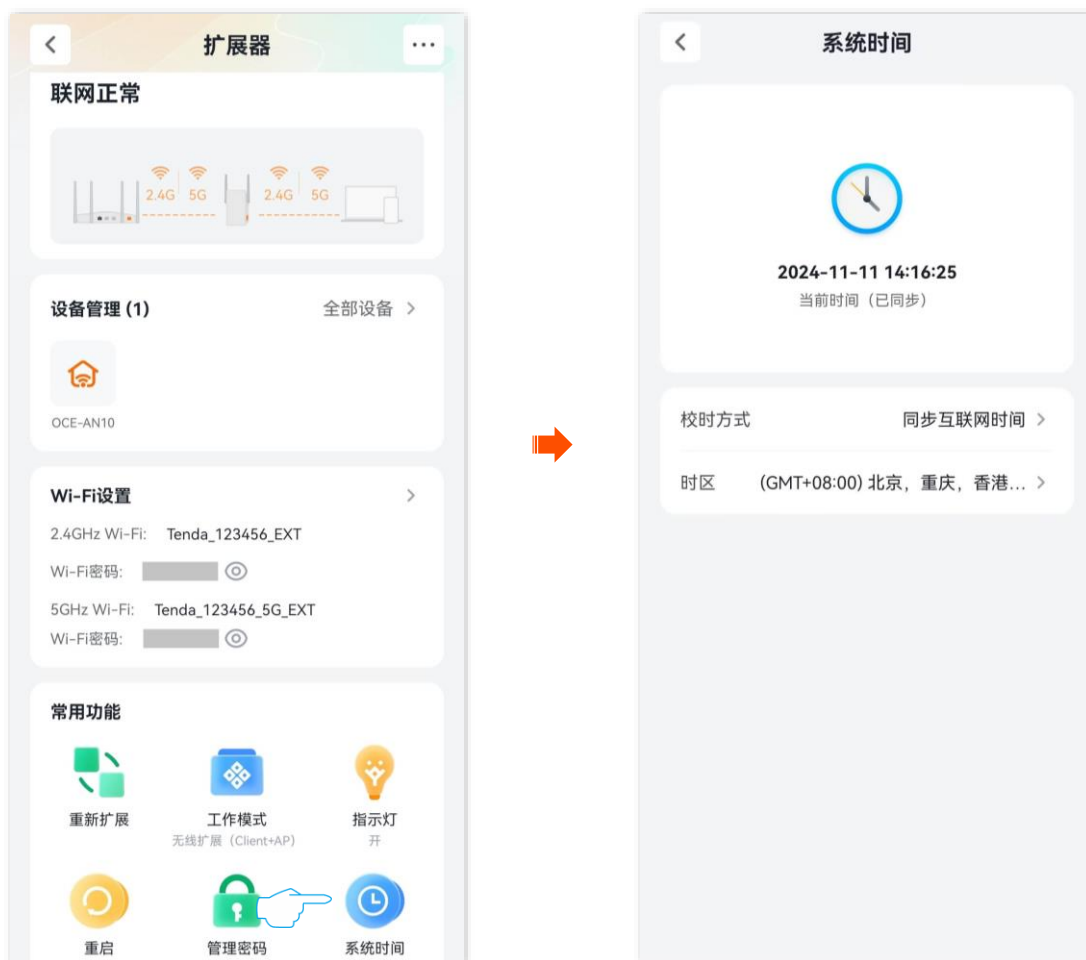 扩展器
联网正常
2.4G 5G 2.4G 5G
设备管理 (1) 全部设备
OCE-AN10
Wi-Fi设置
2.4GHz Wi-Fi: Tenda_123456_EXT
Wi-Fi密码:
5GHz Wi-Fi: Tenda_123456_5G_EXT
Wi-Fi密码:
常用功能
重新扩展 工作模式 指示灯
无线扩展（Client+AP） 开
重启 管理密码 系统时间
系统时间
2024-11-11 14:16:25
当前时间（已同步）
校时方式 同步互联网时间
时区 (GMT+08:00) 北京，重庆，香港...